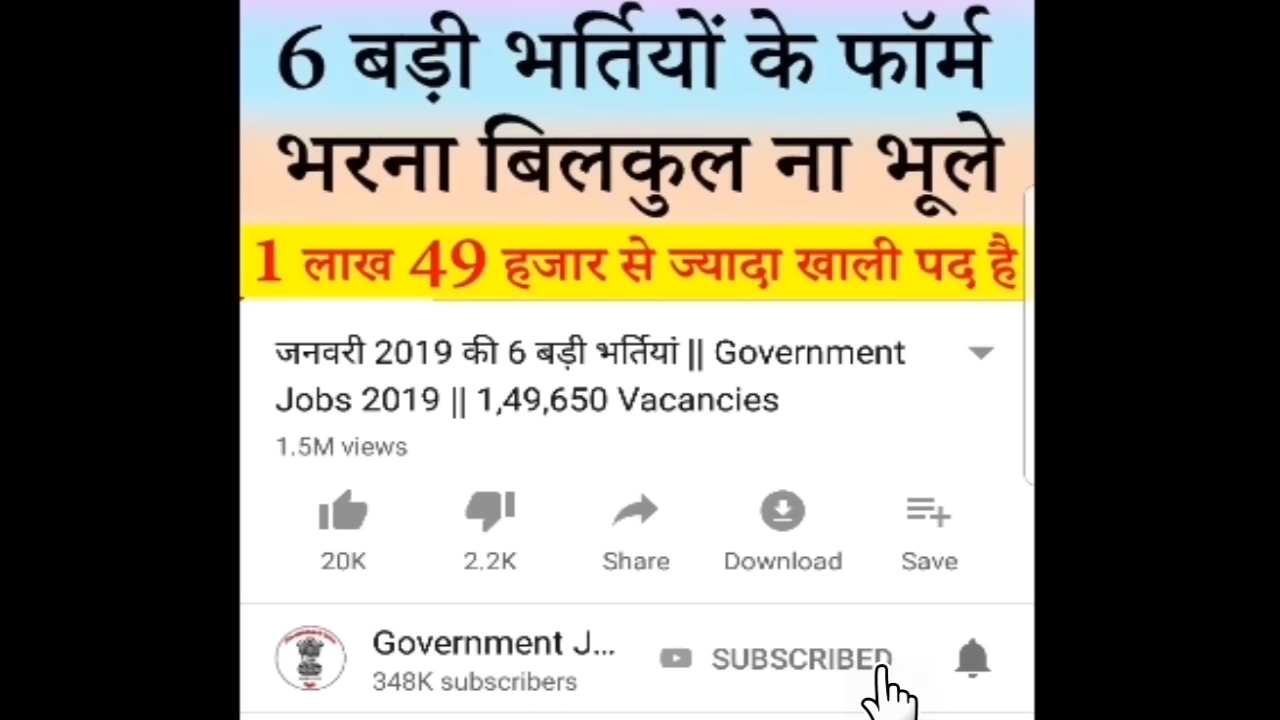 6 बड़ी भर्तियों के फॉर्म
भरना बिलकुल ना भूले
1 लाख 49 हजार से ज्यादा खाली पद है
जनवरी 2019 की 6 बड़ी भर्तियां || Government
Jobs 2019 || 1,49,650 Vacancies
1.5M views
20K 2.2K Share Download Save
Government J... SUBSCRIBED
348K subscribers